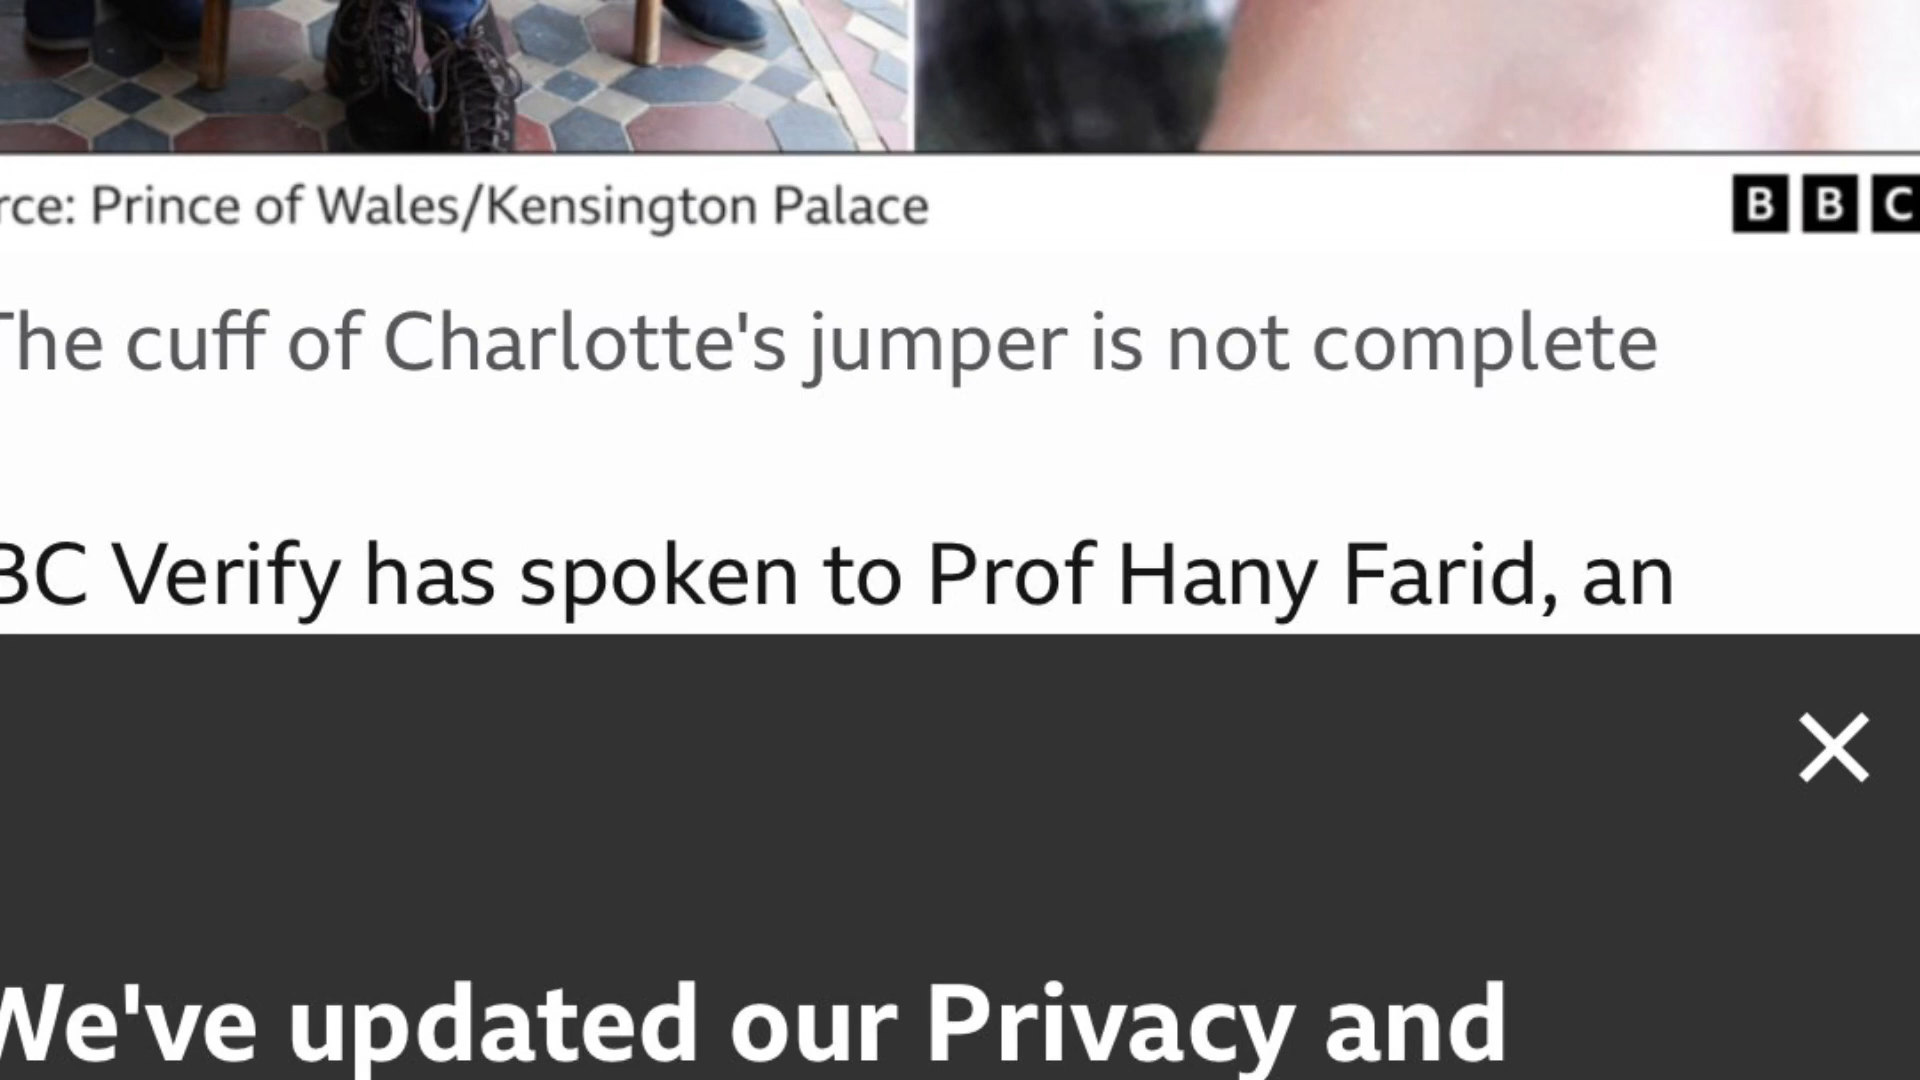 rce: Prince of Wales/Kensington Palace
BBC
The cuff of Charlotte's jumper is not complete
BC Verify has spoken to Prof Hany Farid, an
We've updated our Privacy and